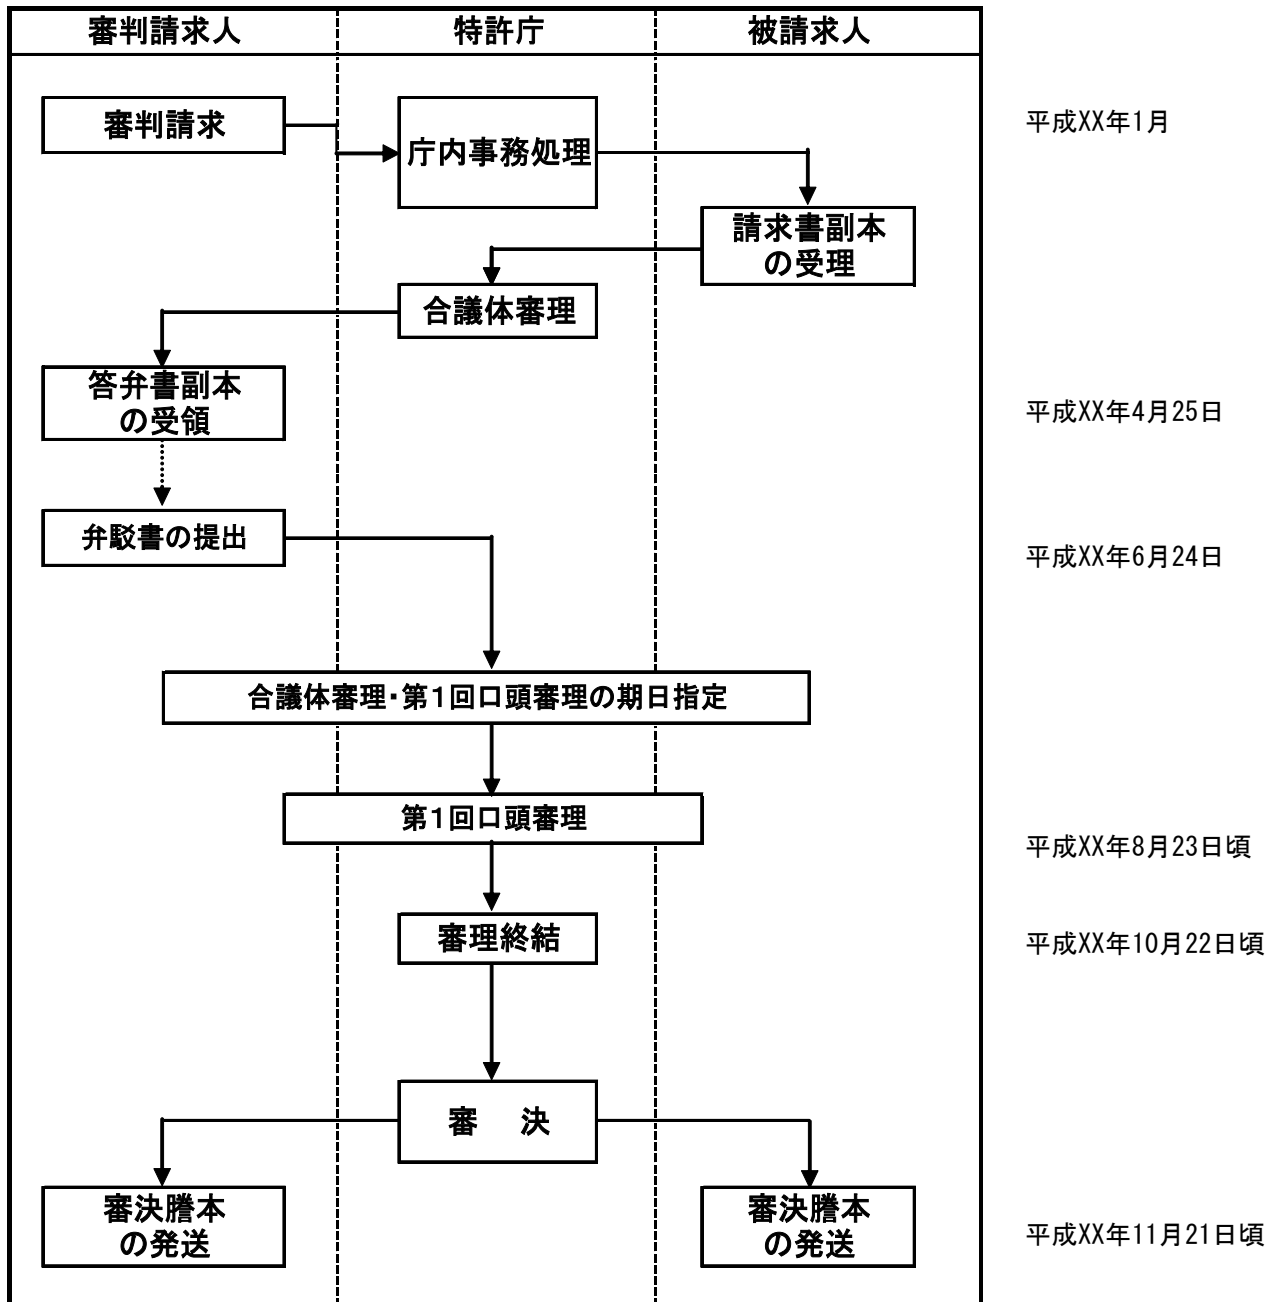 審判請求人
特許庁
被請求人
審判請求
庁内事務処理
平成XX年1月
請求書副本
の受理
合議体審理
答弁書副本
の受領
平成XX年4月25日
弁駁書の提出
平成XX年6月24日
合議体審理・第1回口頭審理の期日指定
第1回口頭審理
平成XX年8月23日頃
審理終結
平成XX年10月22日頃
審 決
審決謄本
の発送
審決謄本
の発送
平成XX年11月21日頃